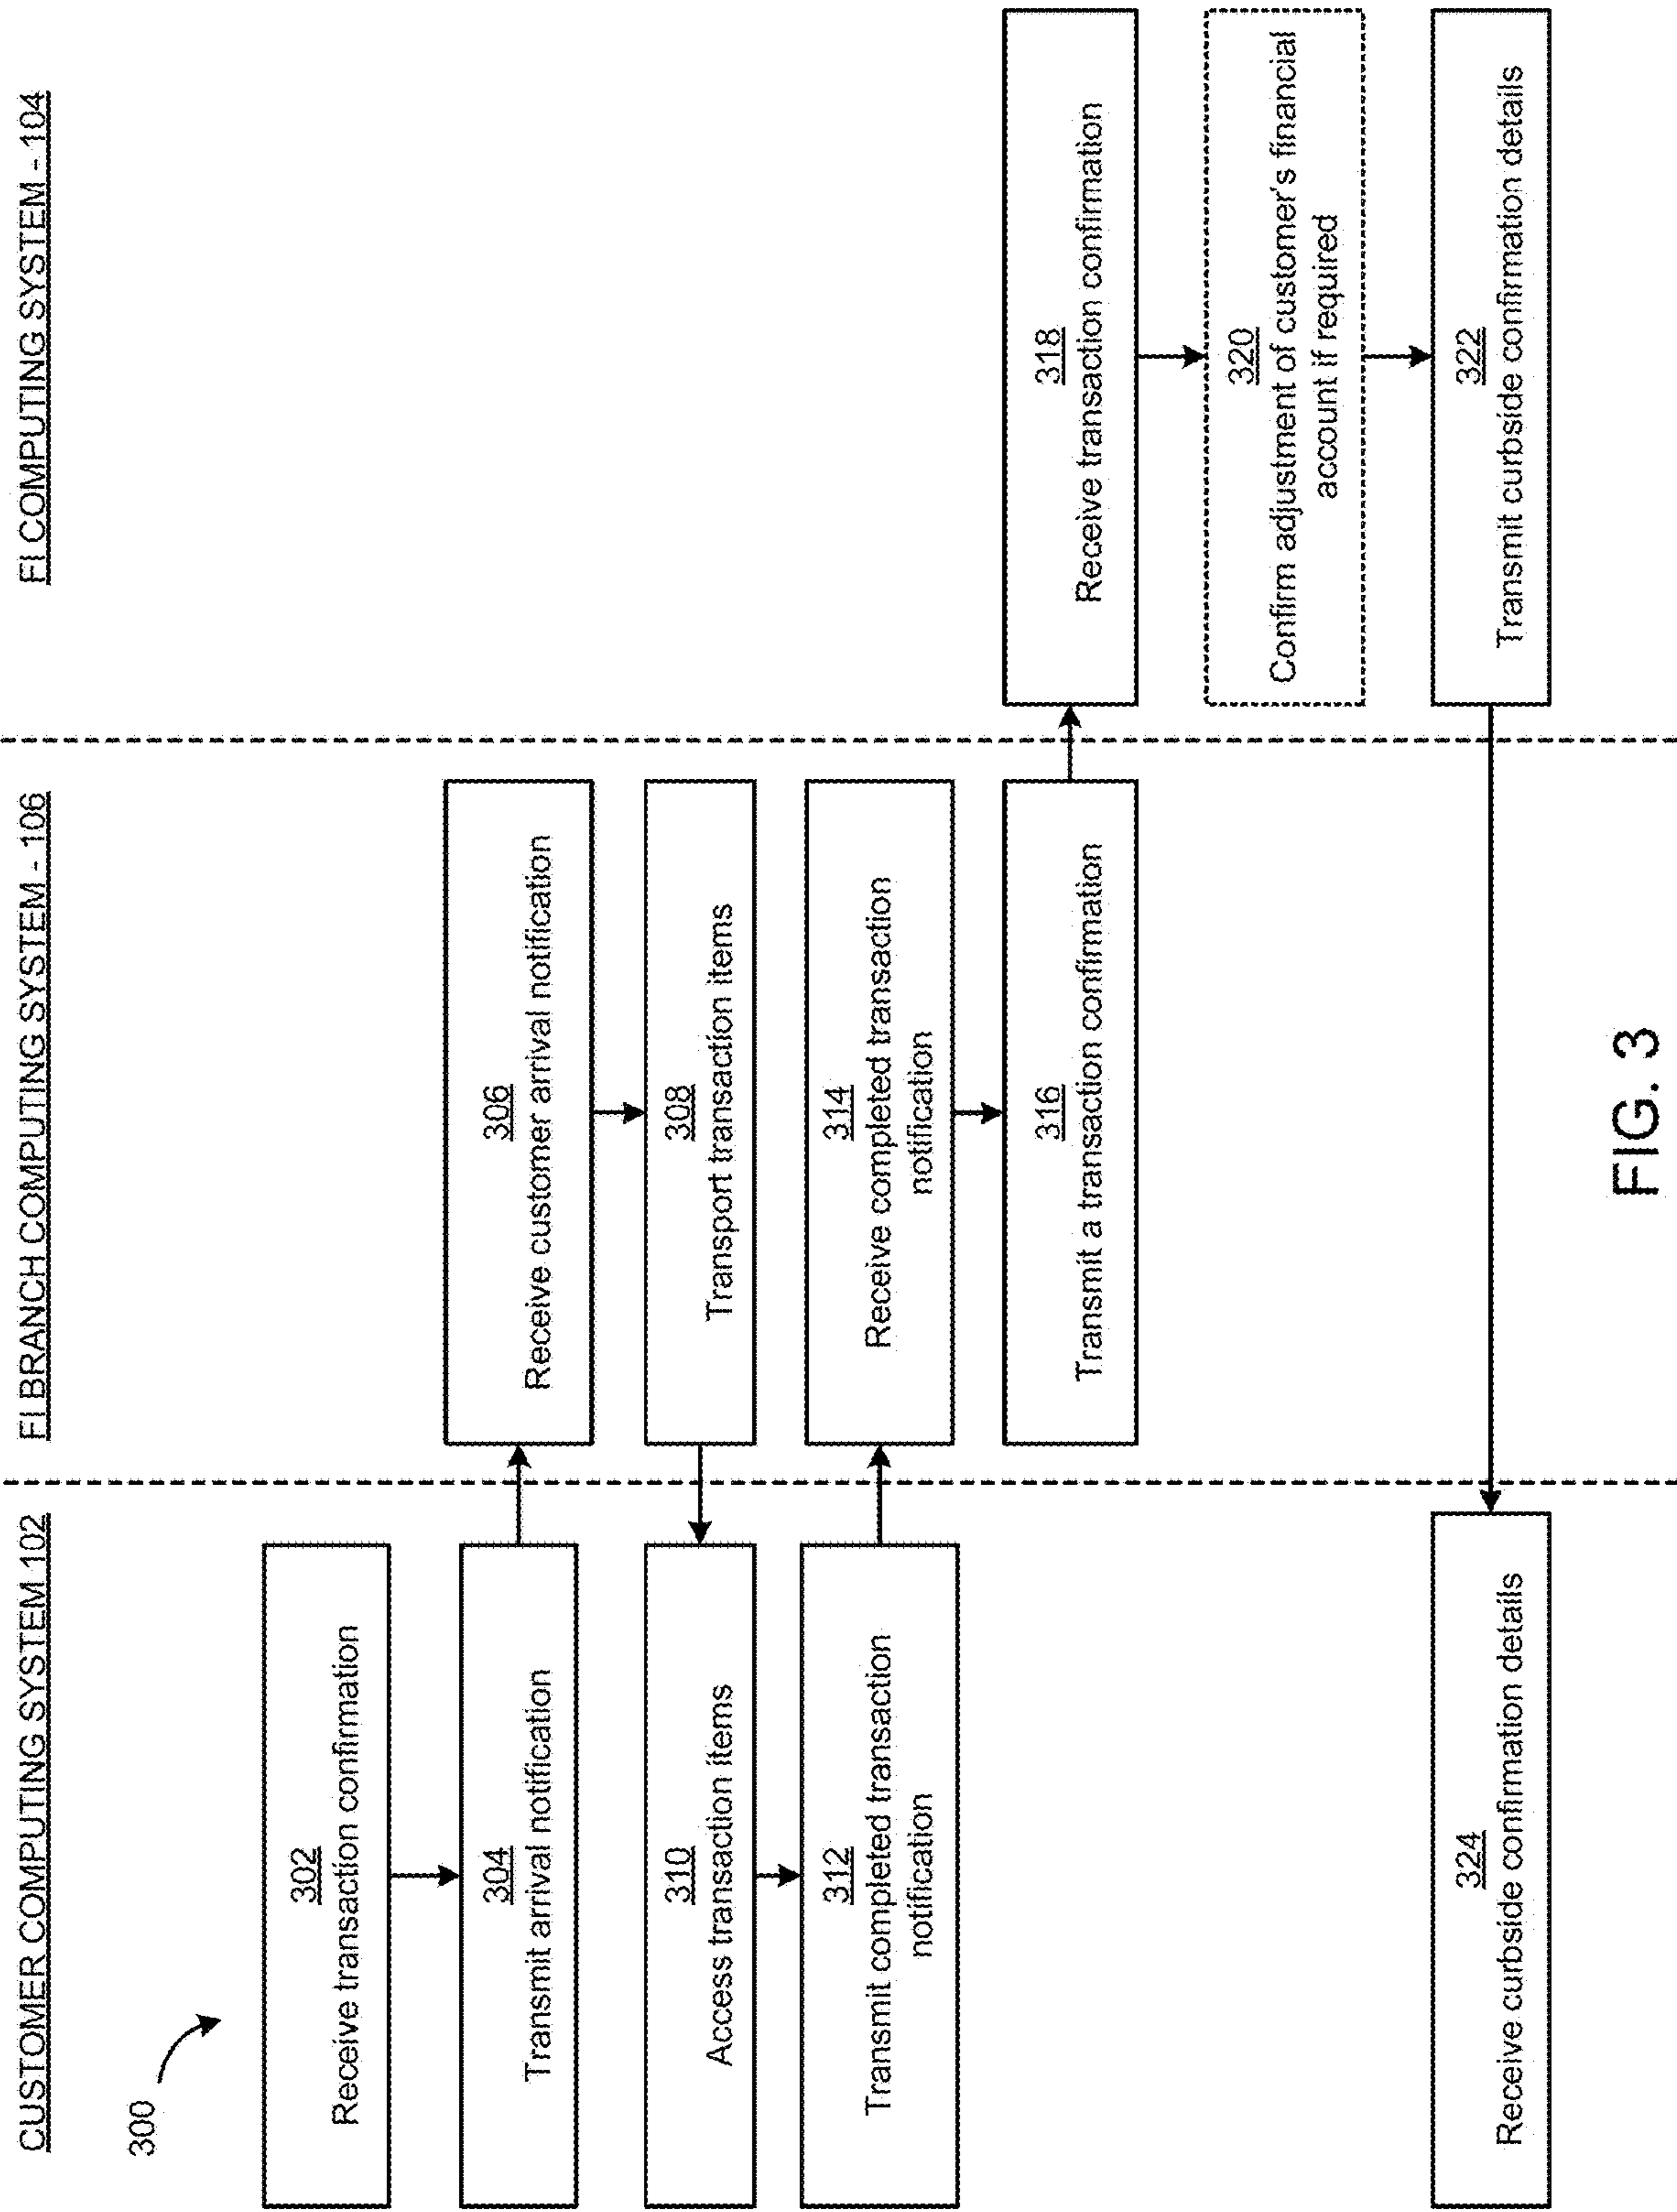 CUSTOMER COMPUTING SYSTEM 102
FI BRANCH COMPUTING SYSTEM - 106
FI COMPUTING SYSTEM - 104
300
302
Receive transaction confirmation
304
Transmit arrival notification
306
Receive customer arrival notification
308
Transport transaction items
310
Access transaction items
312
Transmit completed transaction
notification
314
Receive completed transaction
notification
316
Transmit a transaction confirmation
318
Receive transaction confirmation
320
Confirm adjustment of customer's financial
account if required
322
Transmit curbside confirmation details
324
Receive curbside confirmation details
FIG. 3